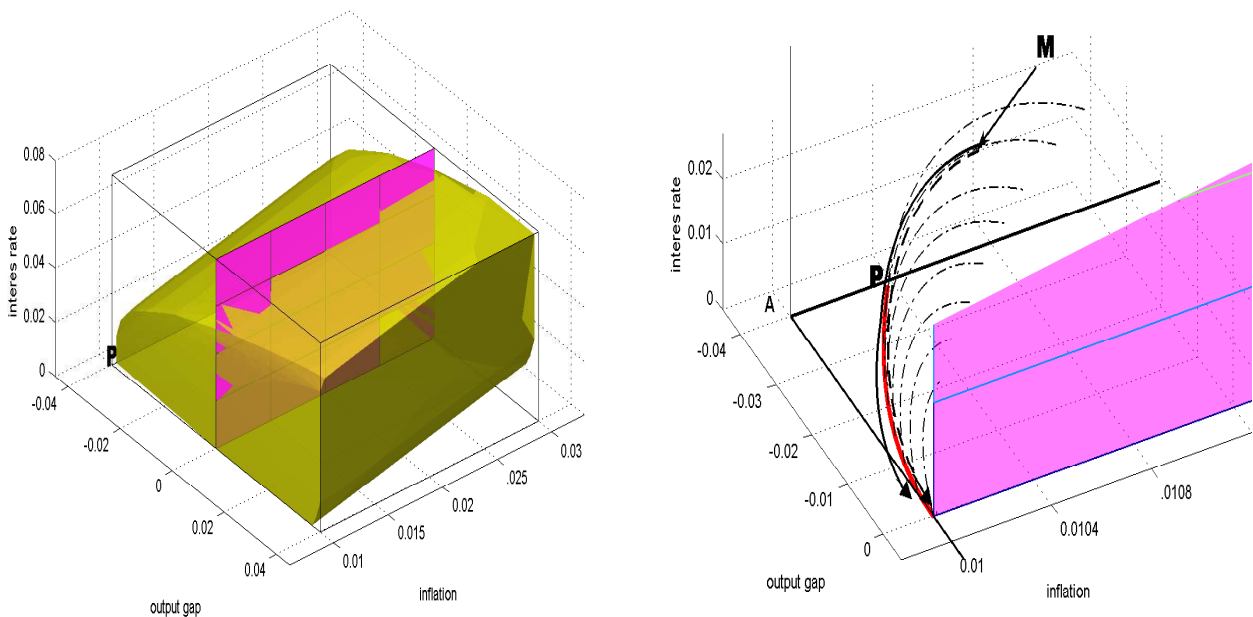 0.08
0.06
0.04
0.02
0
interes rate
P
-0.04
-0.02
0
0.02
0.04
output gap
0.01
0.015
0.02
.025
0.03
inflation
M
0.02
0.01
0
interes rate
P
A
-0.04
-0.03
-0.02
-0.01
0
output gap
0.01
0.0104
.0108
inflation